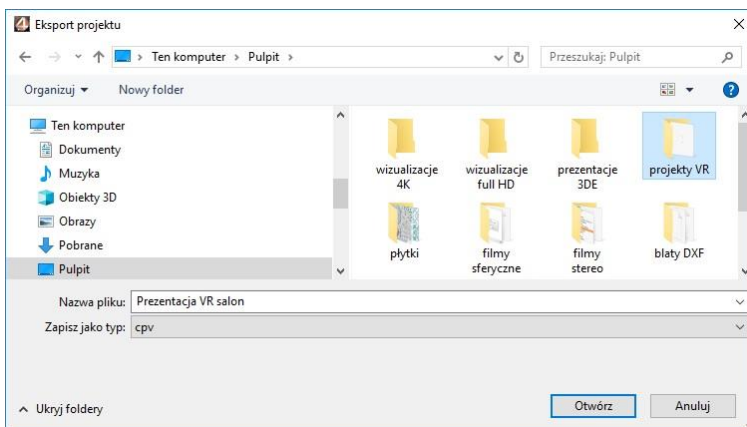 Eksport projektu
Ten komputer > Pulpit >
Przeszukaj: Pulpit
Organizuj
Nowy folder
Ten komputer
Dokumenty
Muzyka
Obiekty 3D
Obrazy
Pobrane
Pulpit
wizualizacje
4K
wizualizacje
full HD
prezentacje
3DE
projekty VR
płytki
filmy
sferyczne
filmy
stereo
blaty DXF
Nazwa pliku: Prezentacja VR salon
Zapisz jako typ: cpv
Ukryj foldery
Otwórz
Anuluj